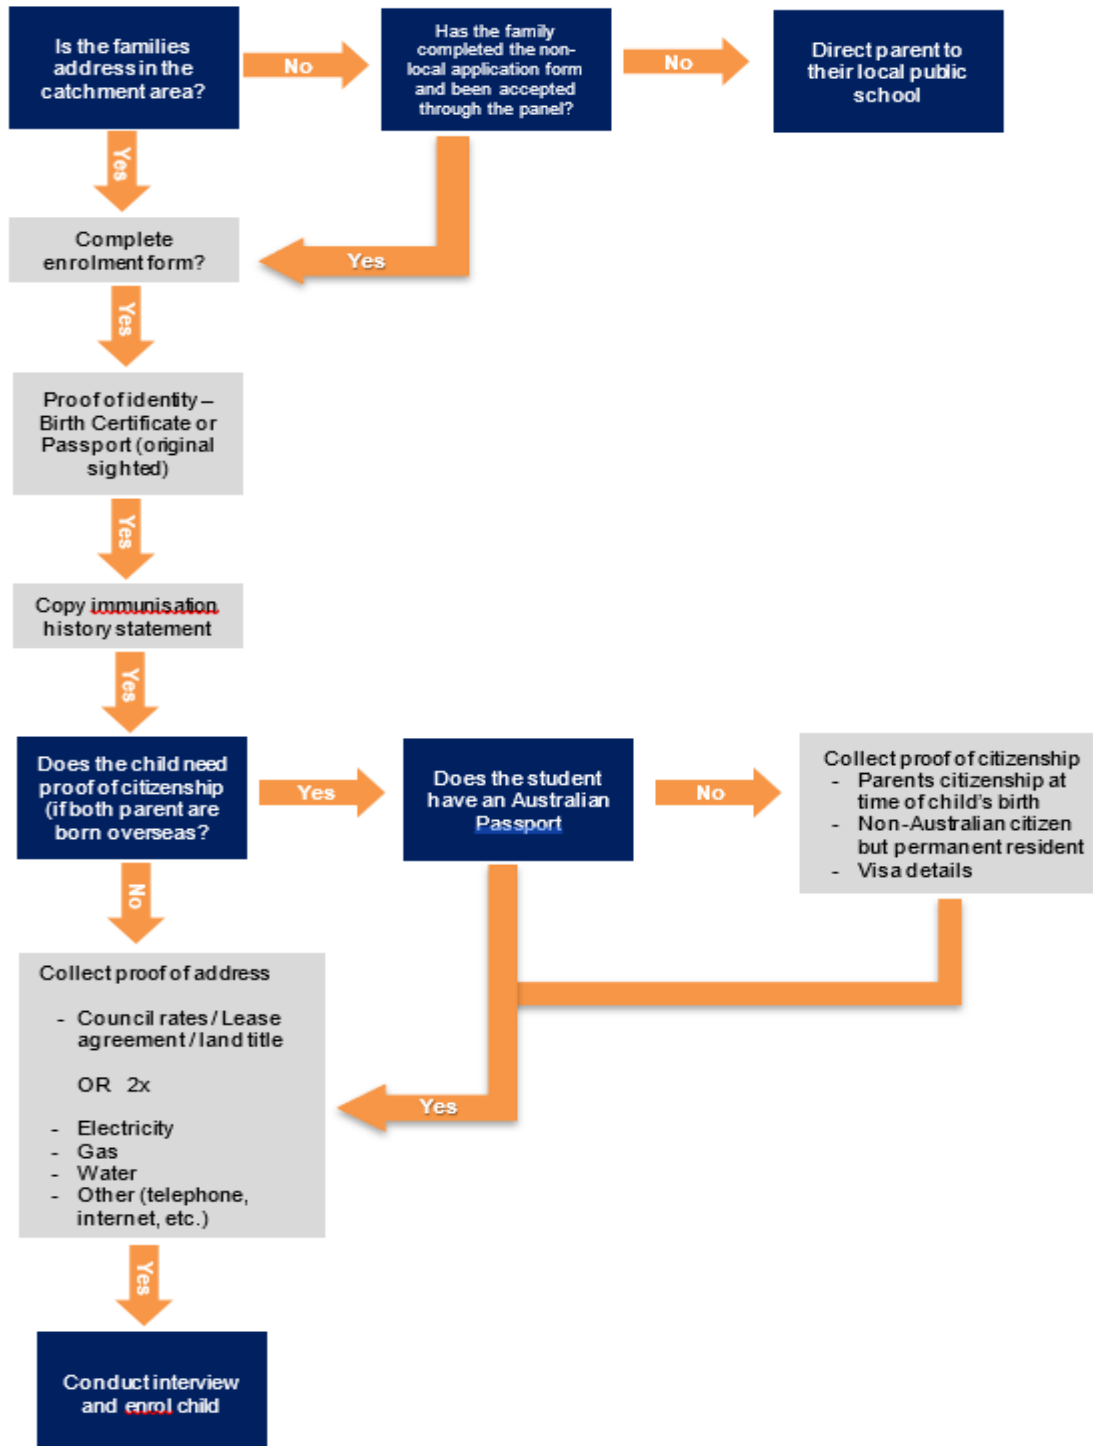 Is the families
address in the
catchment area?
No
Has the family
completed the non-
local application form
and been accepted
through the panel?
No
Direct parent to
their local public
school
Yes
Complete
enrolment form?
Yes
Yes
Proof of identity –
Birth Certificate or
Passport (original
sighted)
Yes
Copy immunisation
history statement
Yes
Does the child need
proof of citizenship
(if both parent are
born overseas?
Yes
Does the student
have an Australian
Passport
No
Collect proof of citizenship
- Parents citizenship at
time of child's birth
- Non-Australian citizen
but permanent resident
- Visa details
No
Collect proof of address
- Council rates / Lease
agreement / land title
OR 2x
- Electricity
- Gas
- Water
- Other (telephone,
internet, etc.)
Yes
Yes
Conduct interview
and enrol child